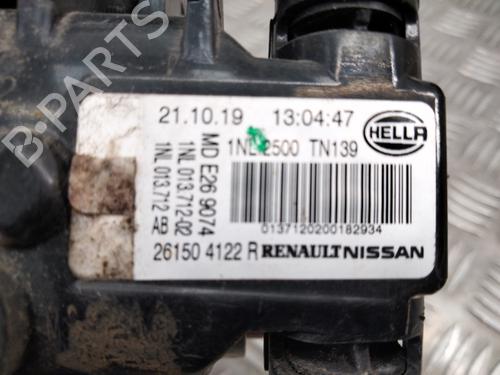 21.10.19 13:04:47
HELLA
1NL 2500 TN139
MD E26 9074
1NL 013.712.02
1NL 013.712
AB
0137120200182934
26150 4122 R RENAULT NISSAN
B-PARTS